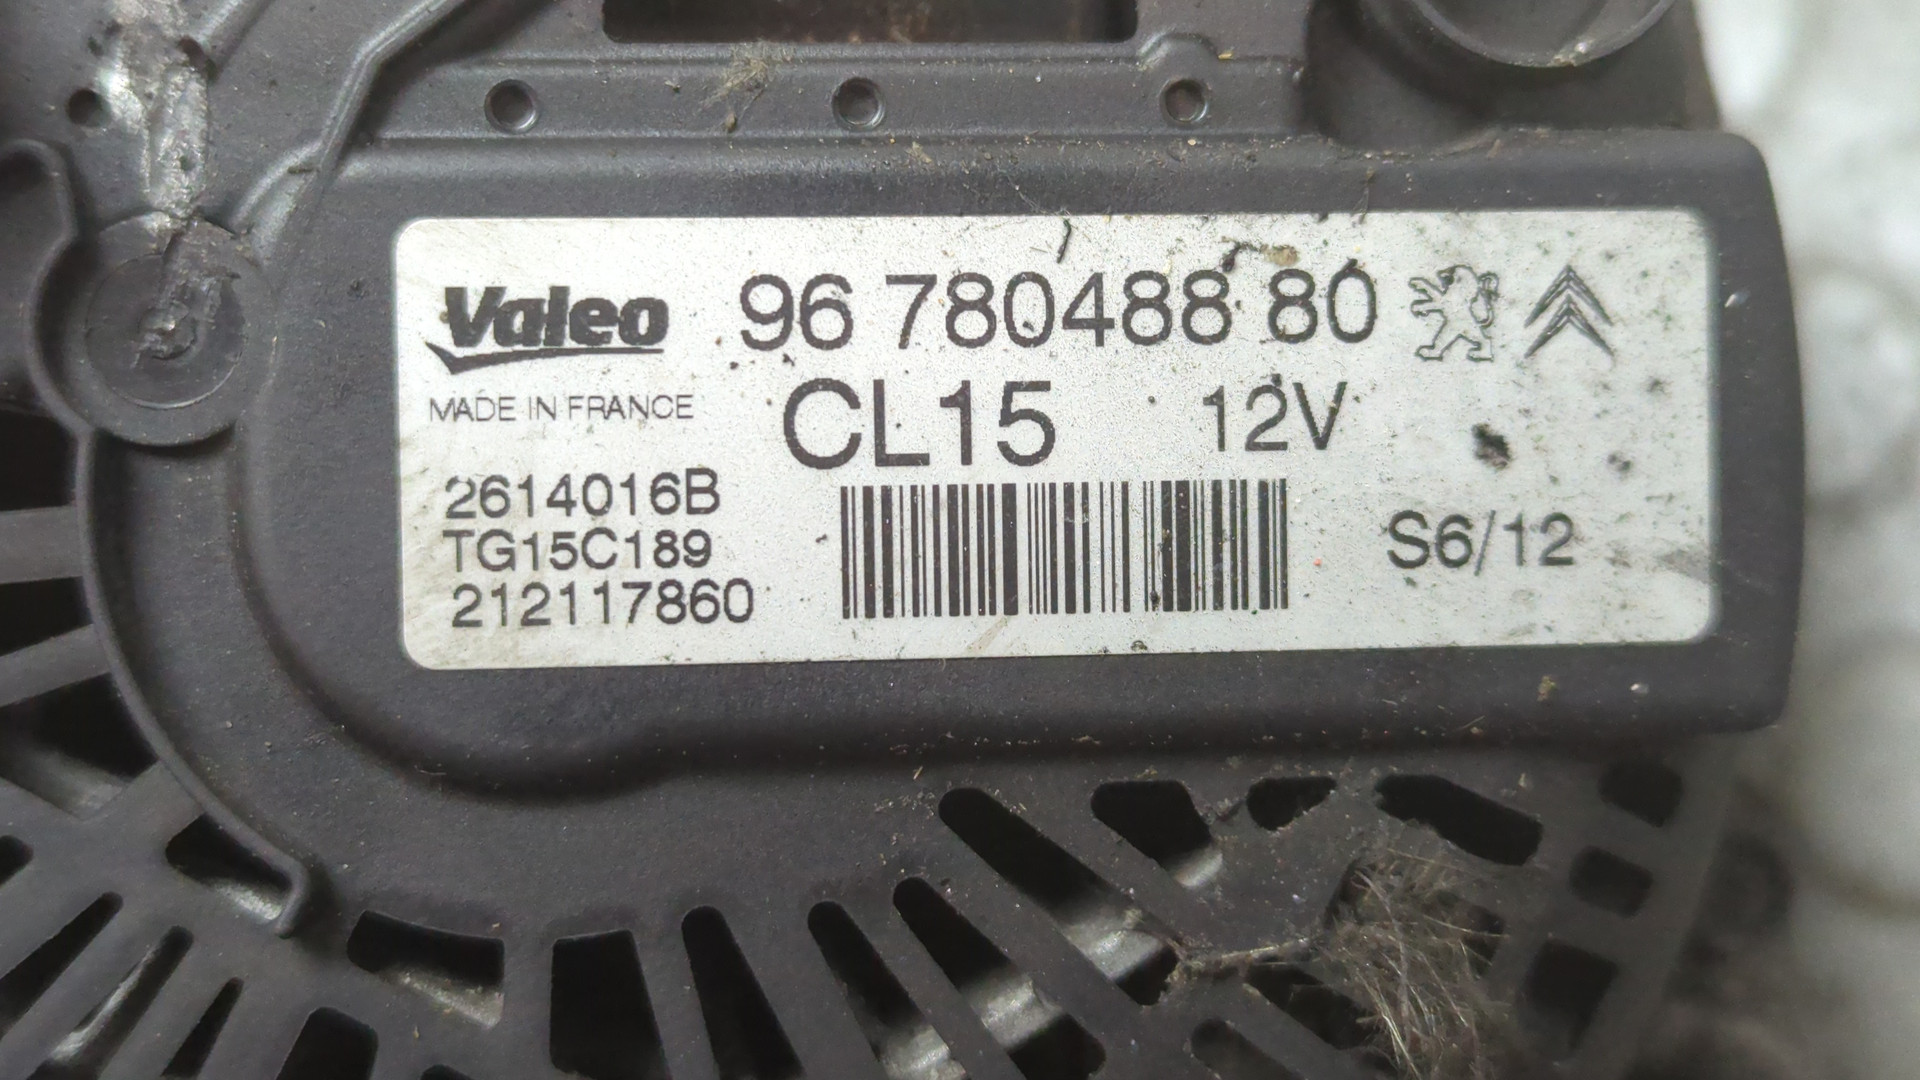 Valeo 96 780488 80
MADE IN FRANCE CL15 12V
2614016B
TG15C189 S6/12
212117860